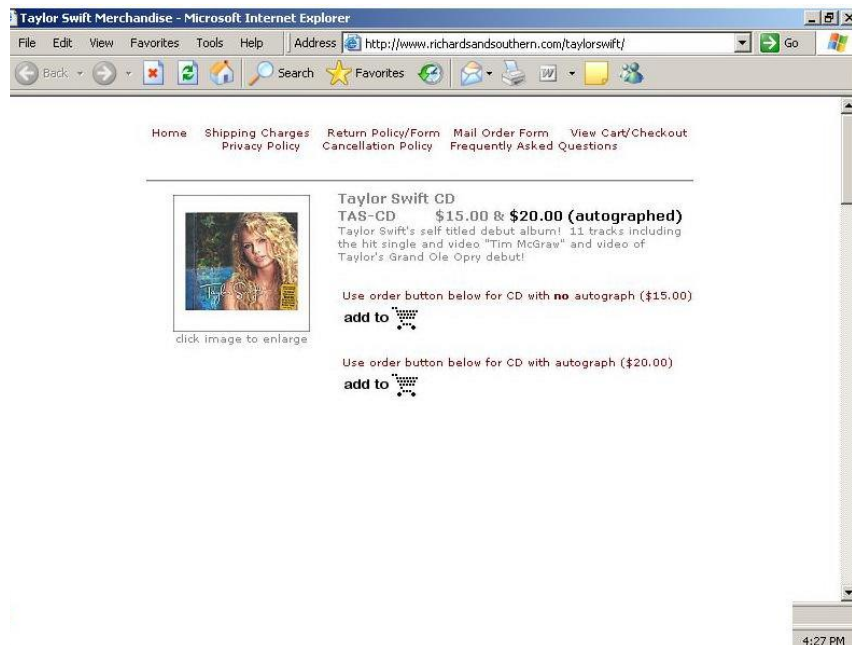 Taylor Swift Merchandise - Microsoft Internet Explorer
File Edit View Favorites Tools Help Address http://www.richardsandsouthern.com/taylorswift/ Go
Back Search Favorites
Home Shipping Charges Return Policy/Form Mail Order Form View Cart/Checkout
Privacy Policy Cancellation Policy Frequently Asked Questions
Taylor Swift CD
TAS-CD $15.00 & $20.00 (autographed)
Taylor Swift's self titled debut album! 11 tracks including
the hit single and video "Tim McGraw" and video of
Taylor's Grand Ole Opry debut!
Taylor Swift
click image to enlarge
Use order button below for CD with no autograph ($15.00)
add to
Use order button below for CD with autograph ($20.00)
add to
4:27 PM